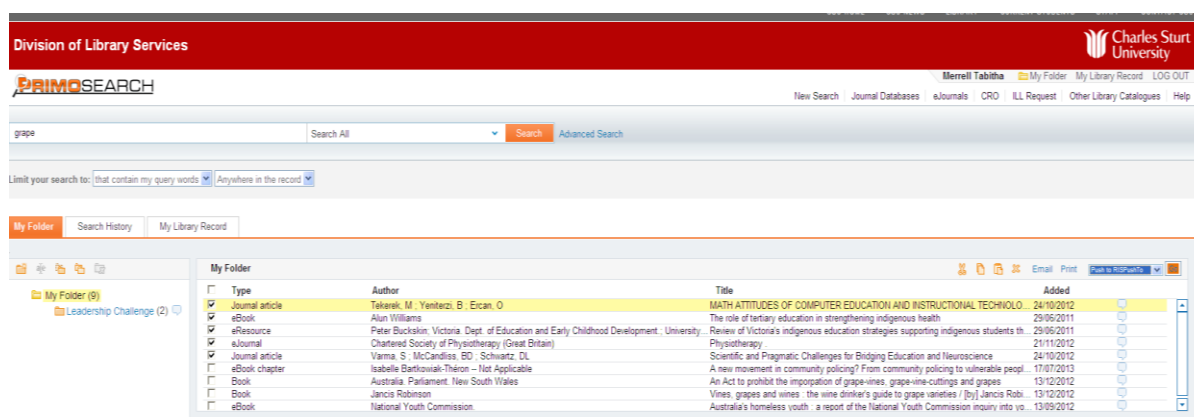 Division of Library Services
Charles Sturt
University
PRIMOSEARCH
Merrell Tabitha My Folder My Library Record LOG OUT
New Search Journal Databases eJournals CRO ILL Request Other Library Catalogues Help
grape Search All Search Advanced Search
Limit your search to: that contain my query words Anywhere in the record
My Folder Search History My Library Record
My Folder Email Print Push to RISPushTo
My Folder (9)
Leadership Challenge (2)
Type Author Title Added
Journal article Tekerek, M ; Yeniterzi, B ; Ercan, O MATH ATTITUDES OF COMPUTER EDUCATION AND INSTRUCTIONAL TECHNOLO... 24/10/2012
eBook Alun Williams The role of tertiary education in strengthening indigenous health 29/06/2011
eResource Peter Buckskin; Victoria. Dept. of Education and Early Childhood Development.; University... Review of Victoria's indigenous education strategies supporting indigenous students th... 29/06/2011
eJournal Chartered Society of Physiotherapy (Great Britain) Physiotherapy . 21/11/2012
Journal article Varma, S ; McCandliss, BD ; Schwartz, DL Scientific and Pragmatic Challenges for Bridging Education and Neuroscience 24/10/2012
eBook chapter Isabelle Bartkowiak-Théron – Not Applicable A new movement in community policing? From community policing to vulnerable peopl... 17/07/2013
Book Australia. Parliament. New South Wales An Act to prohibit the imporpation of grape-vines, grape-vine-cuttings and grapes 13/12/2012
Book Jancis Robinson Vines, grapes and wines : the wine drinker's guide to grape varieties / [by] Jancis Robi... 13/12/2012
eBook National Youth Commission Australia's homeless youth : a report of the National Youth Commission inquiry into yo... 13/09/2012